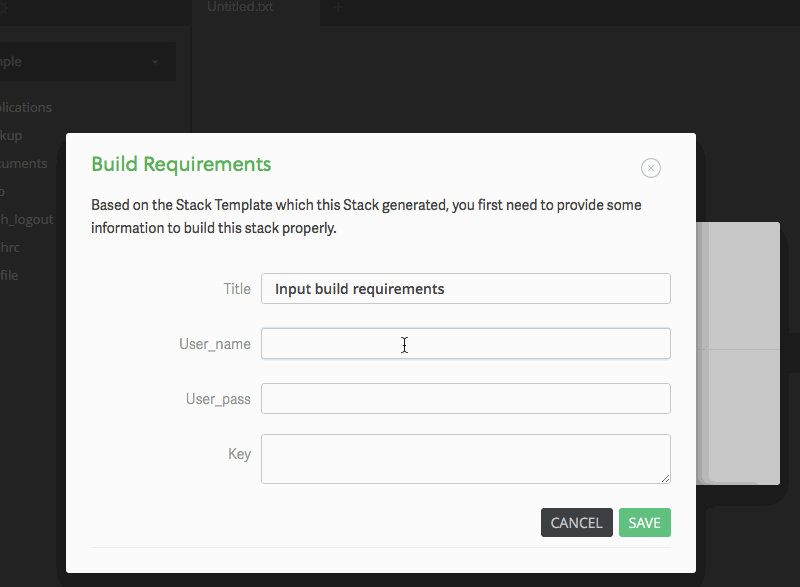 Untitled.txt
+
nple
plications
kup
cuments
p
h_logout
hrc
file
Build Requirements
Based on the Stack Template which this Stack generated, you first need to provide some
information to build this stack properly.
Title
Input build requirements
User_name
User_pass
Key
CANCEL
SAVE